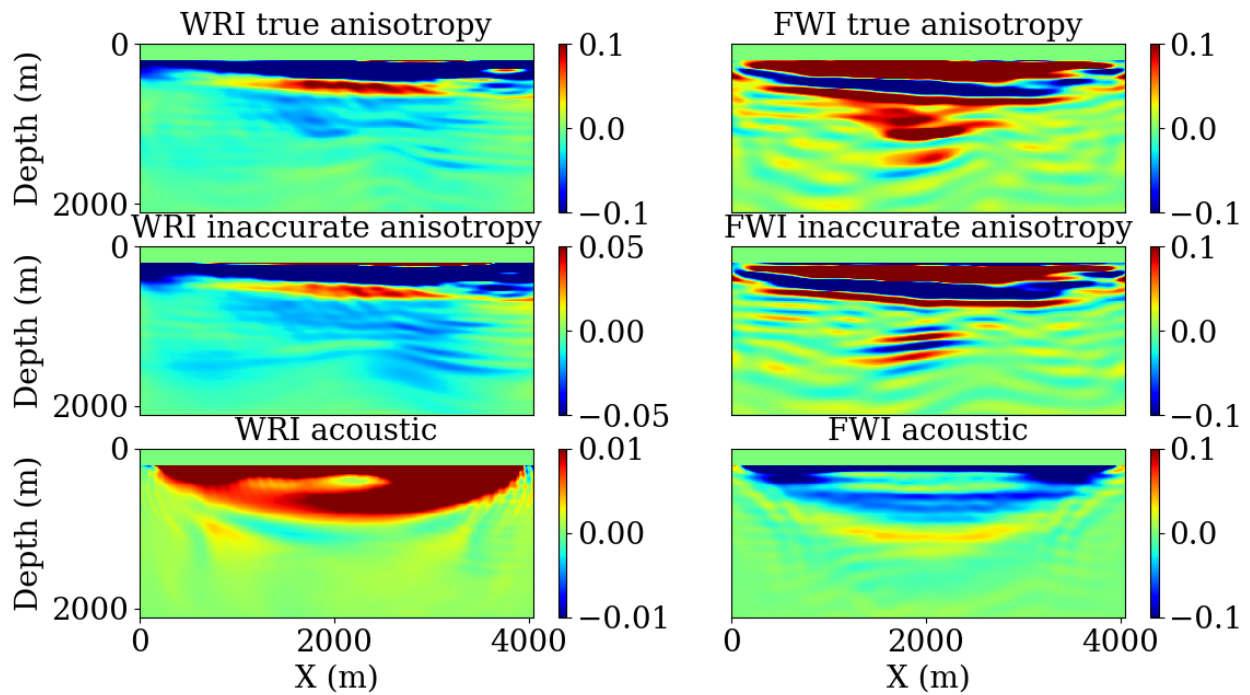 WRI true anisotropy
FWI true anisotropy
0
0.1
0.1
Depth (m)
0.0
0.0
2000
−0.1
−0.1
WRI inaccurate anisotropy
FWI inaccurate anisotropy
0
0.05
0.1
Depth (m)
0.00
0.0
2000
−0.05
−0.1
WRI acoustic
FWI acoustic
0
0.01
0.1
Depth (m)
0.00
0.0
2000
−0.01
−0.1
0 2000 4000
0 2000 4000
X (m)
X (m)